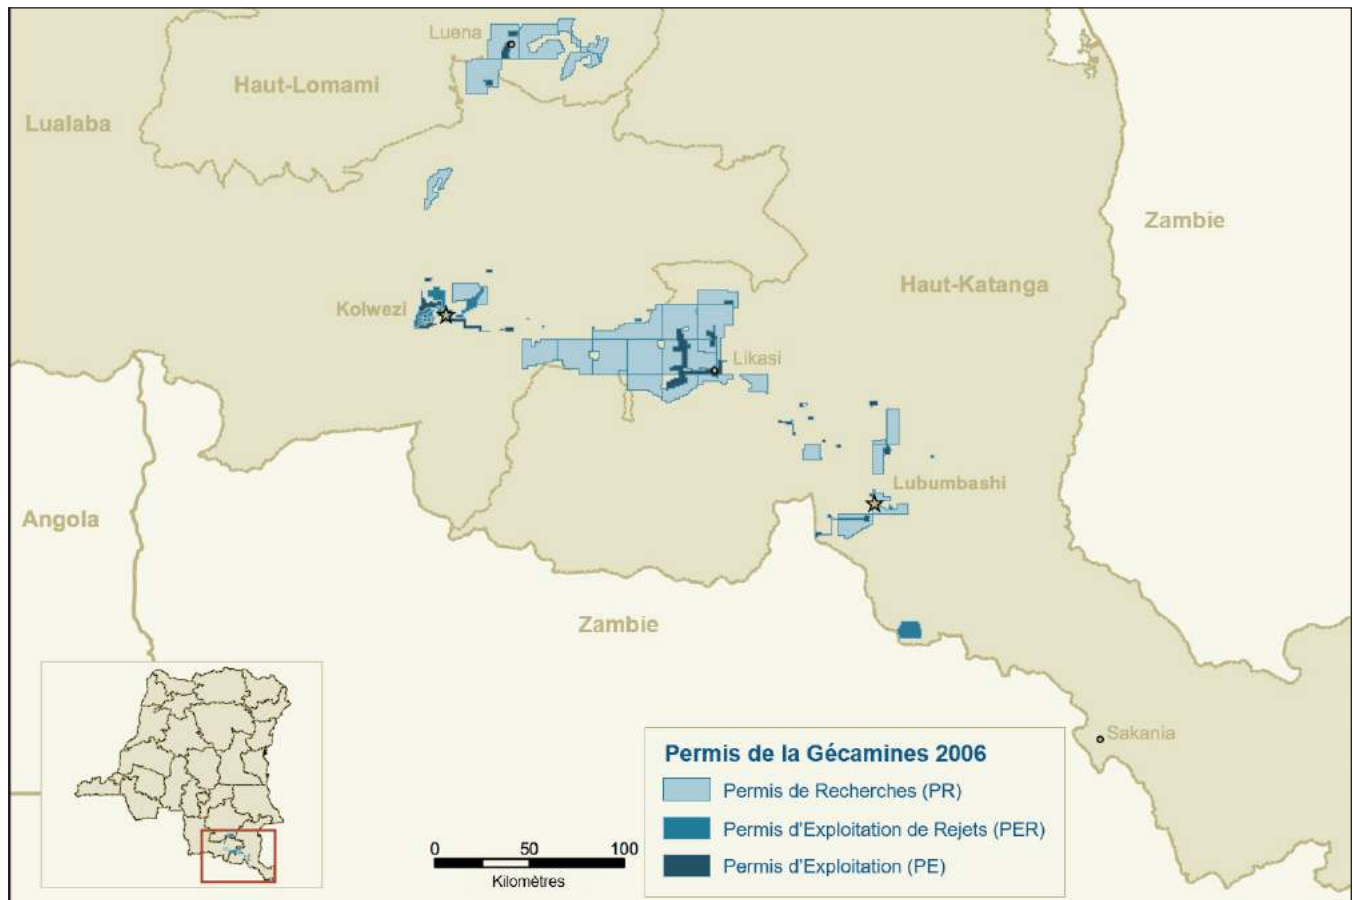 Luena
Haut-Lomami
Lualaba
Zambie
Haut-Katanga
Kolwezi
Likasi
Lubumbashi
Angola
Zambie
Sakania
Permis de la Gécamines 2006
Permis de Recherches (PR)
Permis d'Exploitation de Rejets (PER)
Permis d'Exploitation (PE)
0 50 100
Kilomètres